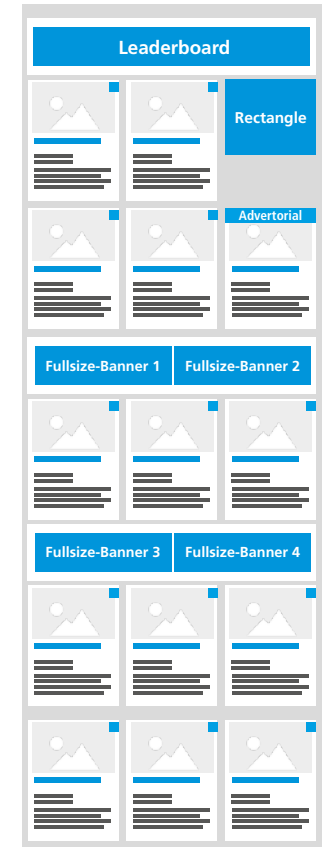 Leaderboard
Rectangle
Advertorial
Fullsize-Banner 1
Fullsize-Banner 2
Fullsize-Banner 3
Fullsize-Banner 4